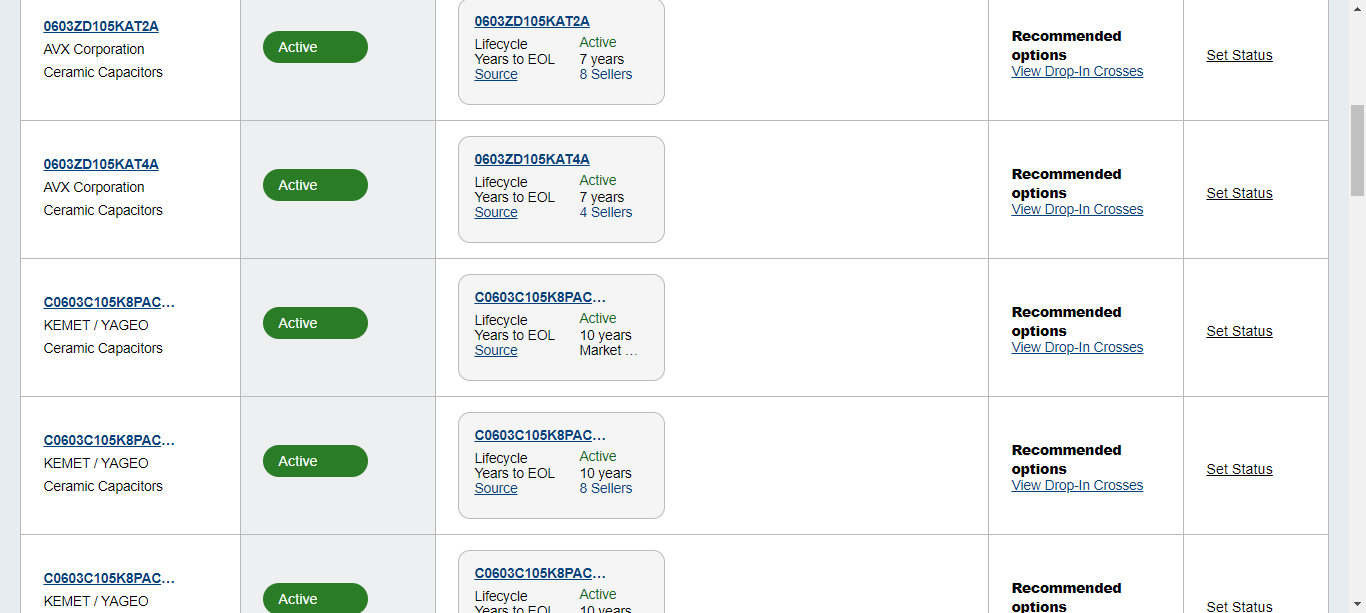 0603ZD105KAT2A
AVX Corporation
Ceramic Capacitors
Active
0603ZD105KAT2A
Lifecycle Active
Years to EOL 7 years
Source 8 Sellers
Recommended
options
View Drop-In Crosses
Set Status
0603ZD105KAT4A
AVX Corporation
Ceramic Capacitors
Active
0603ZD105KAT4A
Lifecycle Active
Years to EOL 7 years
Source 4 Sellers
Recommended
options
View Drop-In Crosses
Set Status
C0603C105K8PAC...
KEMET / YAGEO
Ceramic Capacitors
Active
C0603C105K8PAC...
Lifecycle Active
Years to EOL 10 years
Source Market ...
Recommended
options
View Drop-In Crosses
Set Status
C0603C105K8PAC...
KEMET / YAGEO
Ceramic Capacitors
Active
C0603C105K8PAC...
Lifecycle Active
Years to EOL 10 years
Source 8 Sellers
Recommended
options
View Drop-In Crosses
Set Status
C0603C105K8PAC...
KEMET / YAGEO
Active
C0603C105K8PAC...
Lifecycle Active
Years to EOL 10 years
Recommended
options
Set Status